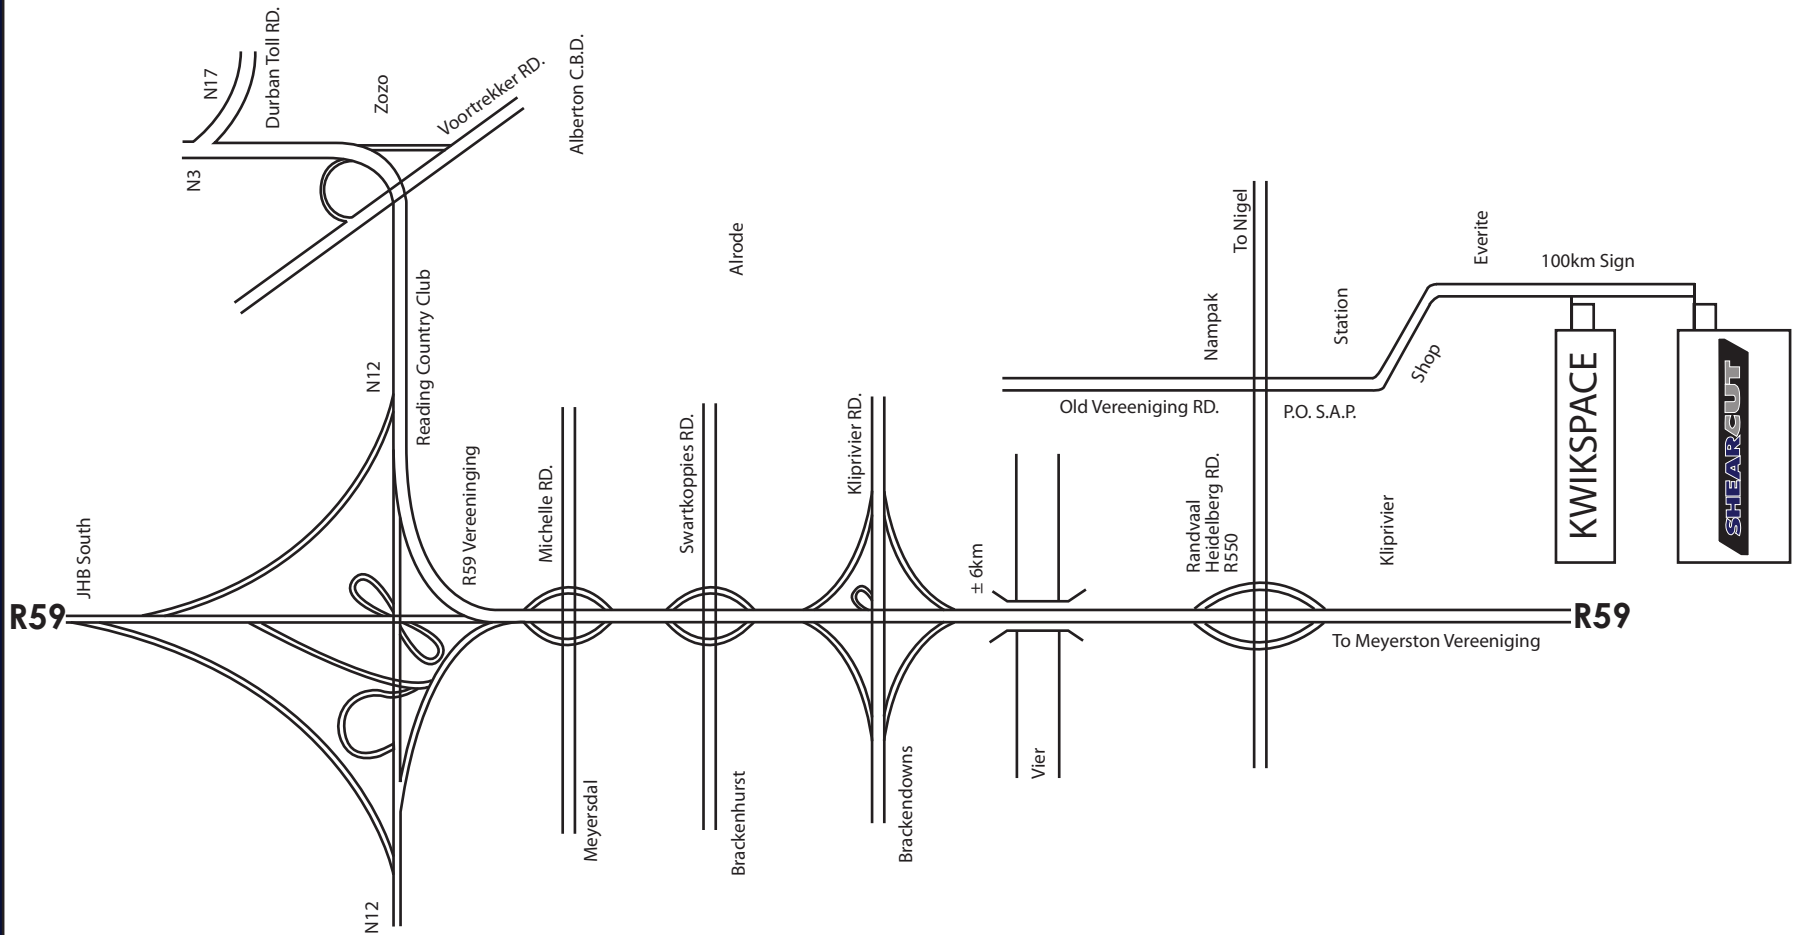 N17
Durban Toll RD.
Zozo
Voortrekker RD.
Alberton C.B.D.
N3
Reading Country Club
N12
Alrode
To Nigel
Everite
100km Sign
Nampak
Station
Shop
Old Vereeniging RD.
P.O. S.A.P.
KWIKSPACE
SHEARCUT
JHB South
R59 Vereeninging
Michelle RD.
Swartkoppies RD.
Kliprivier RD.
± 6km
Randvaal
Heidelberg RD.
R550
Kliprivier
R59
R59
To Meyerston Vereeniging
Meyersdal
Brackenhurst
Brackendowns
Vier
N12